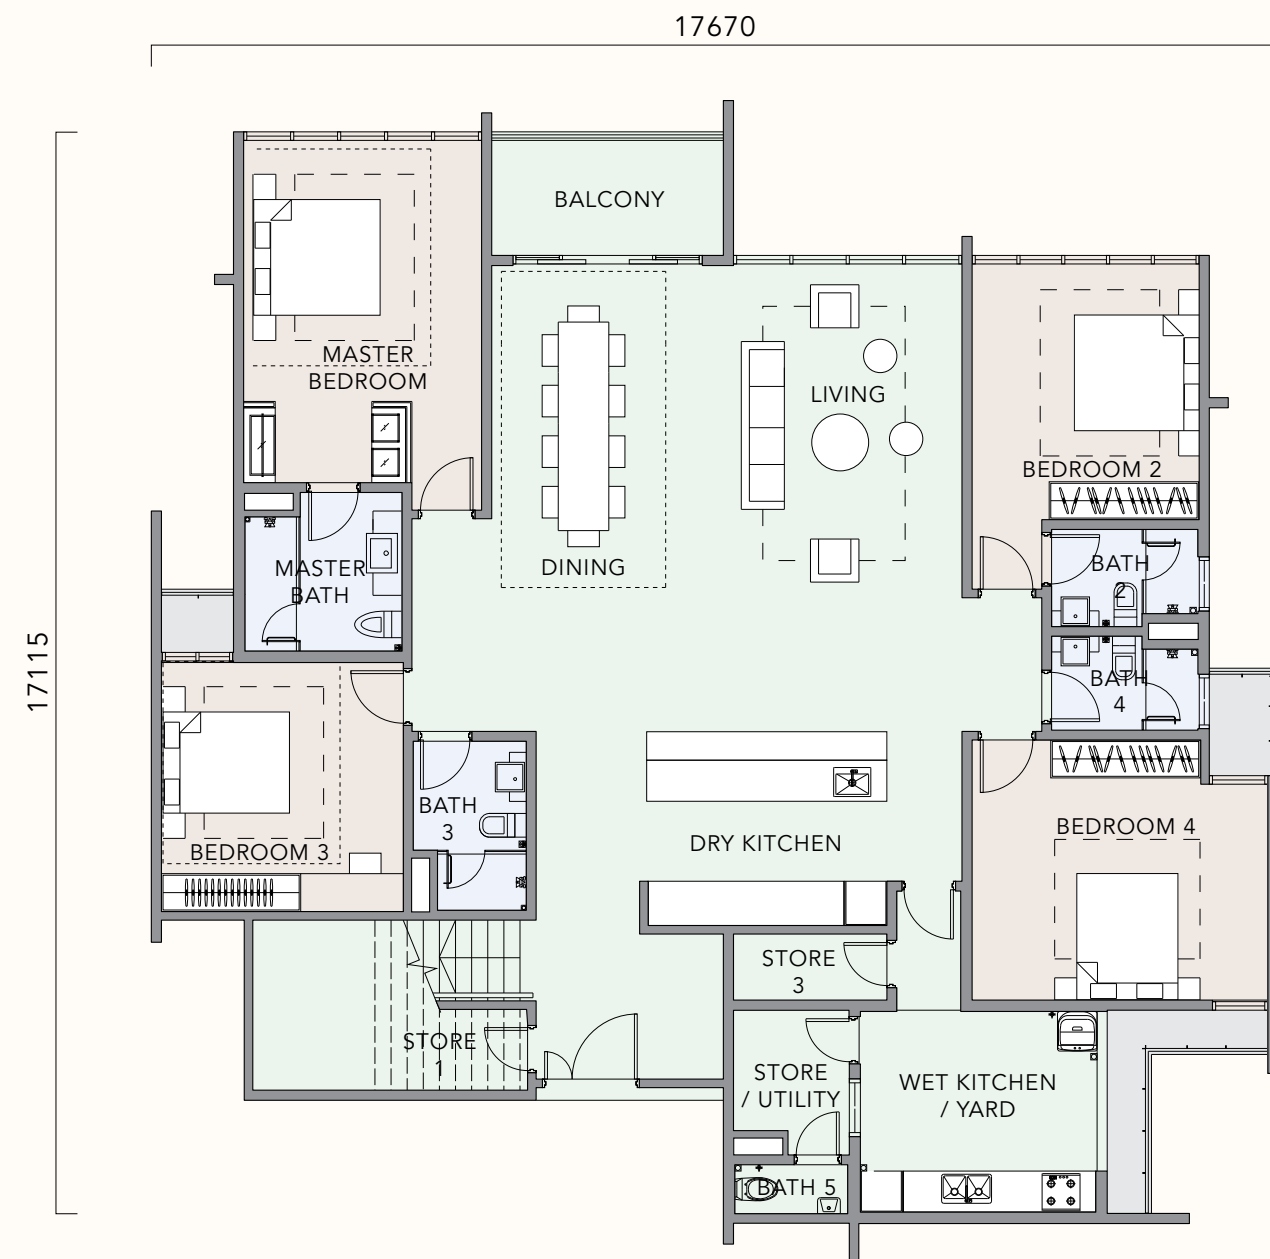 17670
17115
BALCONY
MASTER
BEDROOM
LIVING
BEDROOM 2
DINING
MASTER
BATH
BATH
2
BATH
4
BATH
3
BEDROOM 3
DRY KITCHEN
BEDROOM 4
STORE
3
STORE
1
STORE
/ UTILITY
WET KITCHEN
/ YARD
BATH 5